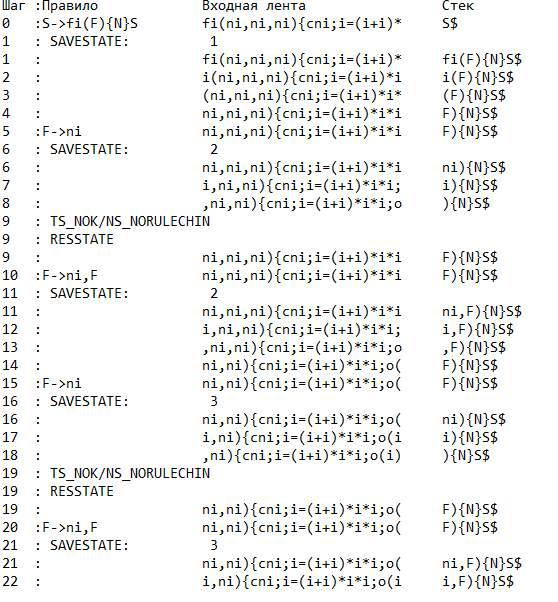 Шаг :Правило Входная лента Стек
0 :S->fi(F){N}S fi(ni,ni,ni){cni;i=(i+i)* S$
1 : SAVESTATE: 1
1 : fi(ni,ni,ni){cni;i=(i+i)* fi(F){N}S$
2 : i(ni,ni,ni){cni;i=(i+i)*i i(F){N}S$
3 : (ni,ni,ni){cni;i=(i+i)*i* (F){N}S$
4 : ni,ni,ni){cni;i=(i+i)*i*i F){N}S$
5 :F->ni ni,ni,ni){cni;i=(i+i)*i*i F){N}S$
6 : SAVESTATE: 2
6 : ni,ni,ni){cni;i=(i+i)*i*i ni){N}S$
7 : i,ni,ni){cni;i=(i+i)*i*i; i){N}S$
8 : ,ni,ni){cni;i=(i+i)*i*i;o ){N}S$
9 : TS_NOK/NS_NORULECHIN
9 : RESSTATE
9 : ni,ni,ni){cni;i=(i+i)*i*i F){N}S$
10 :F->ni,F ni,ni,ni){cni;i=(i+i)*i*i F){N}S$
11 : SAVESTATE: 2
11 : ni,ni,ni){cni;i=(i+i)*i*i ni,F){N}S$
12 : i,ni,ni){cni;i=(i+i)*i*i; i,F){N}S$
13 : ,ni,ni){cni;i=(i+i)*i*i;o ,F){N}S$
14 : ni,ni){cni;i=(i+i)*i*i;o( F){N}S$
15 :F->ni ni,ni){cni;i=(i+i)*i*i;o( F){N}S$
16 : SAVESTATE: 3
16 : ni,ni){cni;i=(i+i)*i*i;o( ni){N}S$
17 : i,ni){cni;i=(i+i)*i*i;o(i i){N}S$
18 : ,ni){cni;i=(i+i)*i*i;o(i) ){N}S$
19 : TS_NOK/NS_NORULECHIN
19 : RESSTATE
19 : ni,ni){cni;i=(i+i)*i*i;o( F){N}S$
20 :F->ni,F ni,ni){cni;i=(i+i)*i*i;o( F){N}S$
21 : SAVESTATE: 3
21 : ni,ni){cni;i=(i+i)*i*i;o( ni,F){N}S$
22 : i,ni){cni;i=(i+i)*i*i;o(i i,F){N}S$